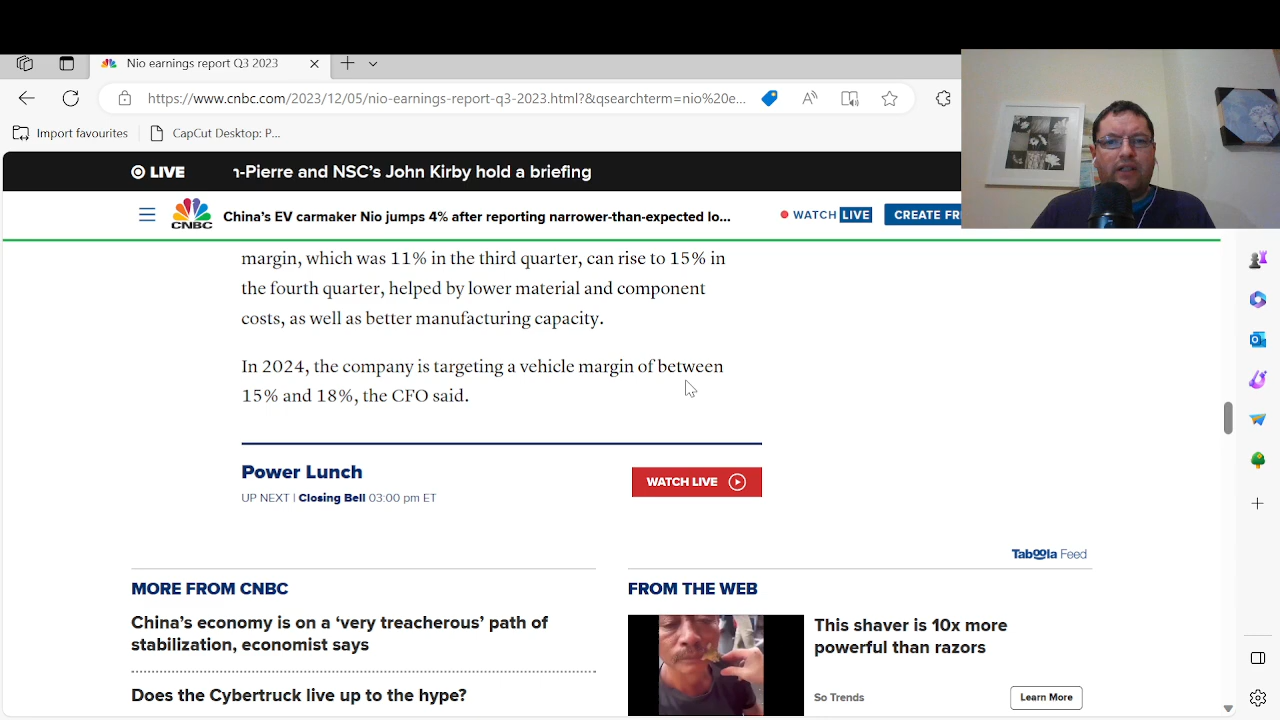 Nio earnings report Q3 2023
https://www.cnbc.com/2023/12/05/nio-earnings-report-q3-2023.html?&qsearchterm=nio%20e...
Import favourites
CapCut Desktop: P...
LIVE
n-Pierre and NSC's John Kirby hold a briefing
CNBC
China's EV carmaker Nio jumps 4% after reporting narrower-than-expected lo...
WATCH LIVE
CREATE FR
margin, which was 11% in the third quarter, can rise to 15% in
the fourth quarter, helped by lower material and component
costs, as well as better manufacturing capacity.
In 2024, the company is targeting a vehicle margin of between
15% and 18%, the CFO said.
Power Lunch
UP NEXT | Closing Bell 03:00 pm ET
WATCH LIVE
Taboola Feed
MORE FROM CNBC
China's economy is on a ‘very treacherous’ path of
stabilization, economist says
Does the Cybertruck live up to the hype?
FROM THE WEB
This shaver is 10x more
powerful than razors
So Trends
Learn More